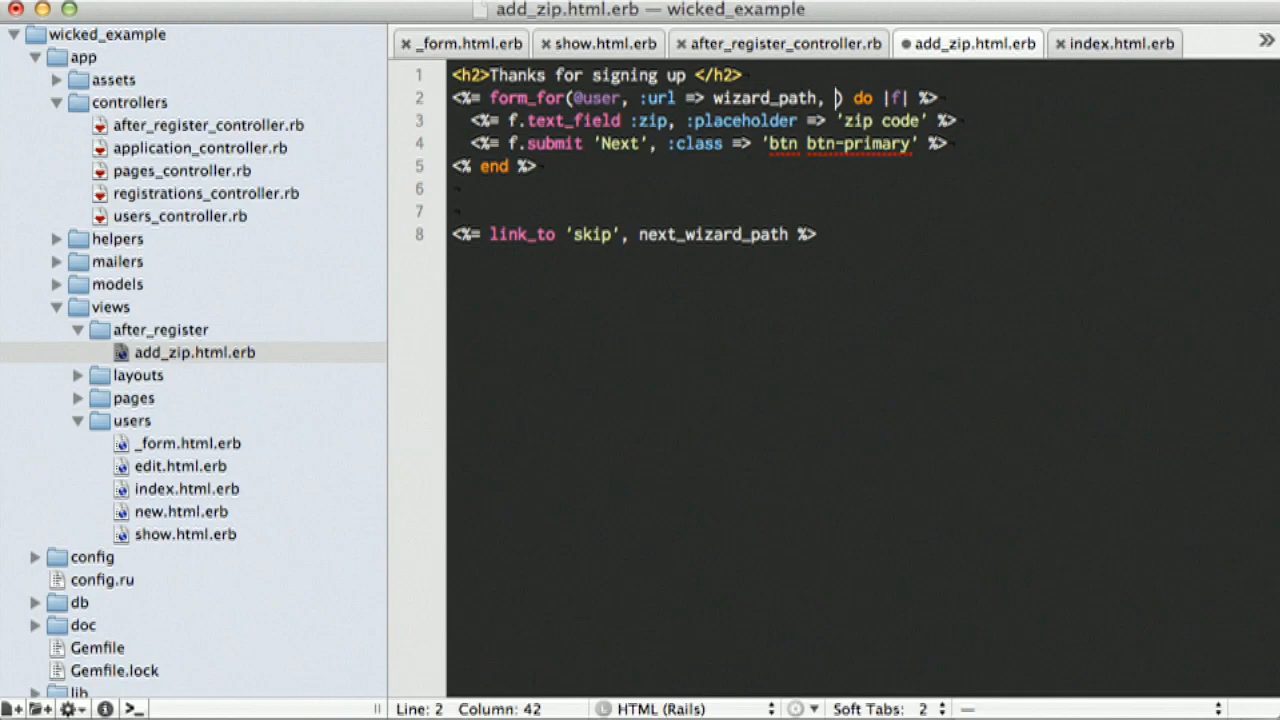 add_zip.html.erb — wicked_example
_form.html.erb show.html.erb after_register_controller.rb add_zip.html.erb index.html.erb
wicked_example
app
assets
controllers
after_register_controller.rb
application_controller.rb
pages_controller.rb
registrations_controller.rb
users_controller.rb
helpers
mailers
models
views
after_register
add_zip.html.erb
layouts
pages
users
_form.html.erb
edit.html.erb
index.html.erb
new.html.erb
show.html.erb
config
config.ru
db
doc
Gemfile
Gemfile.lock
lib
1 <h2>Thanks for signing up </h2>
2 <%= form_for(@user, :url => wizard_path, ) do |f| %>
3 <%= f.text_field :zip, :placeholder => 'zip code' %>
4 <%= f.submit 'Next', :class => 'btn btn-primary' %>
5 <% end %>
6
7
8 <%= link_to 'skip', next_wizard_path %>
Line: 2 Column: 42 L HTML (Rails) Soft Tabs: 2 —